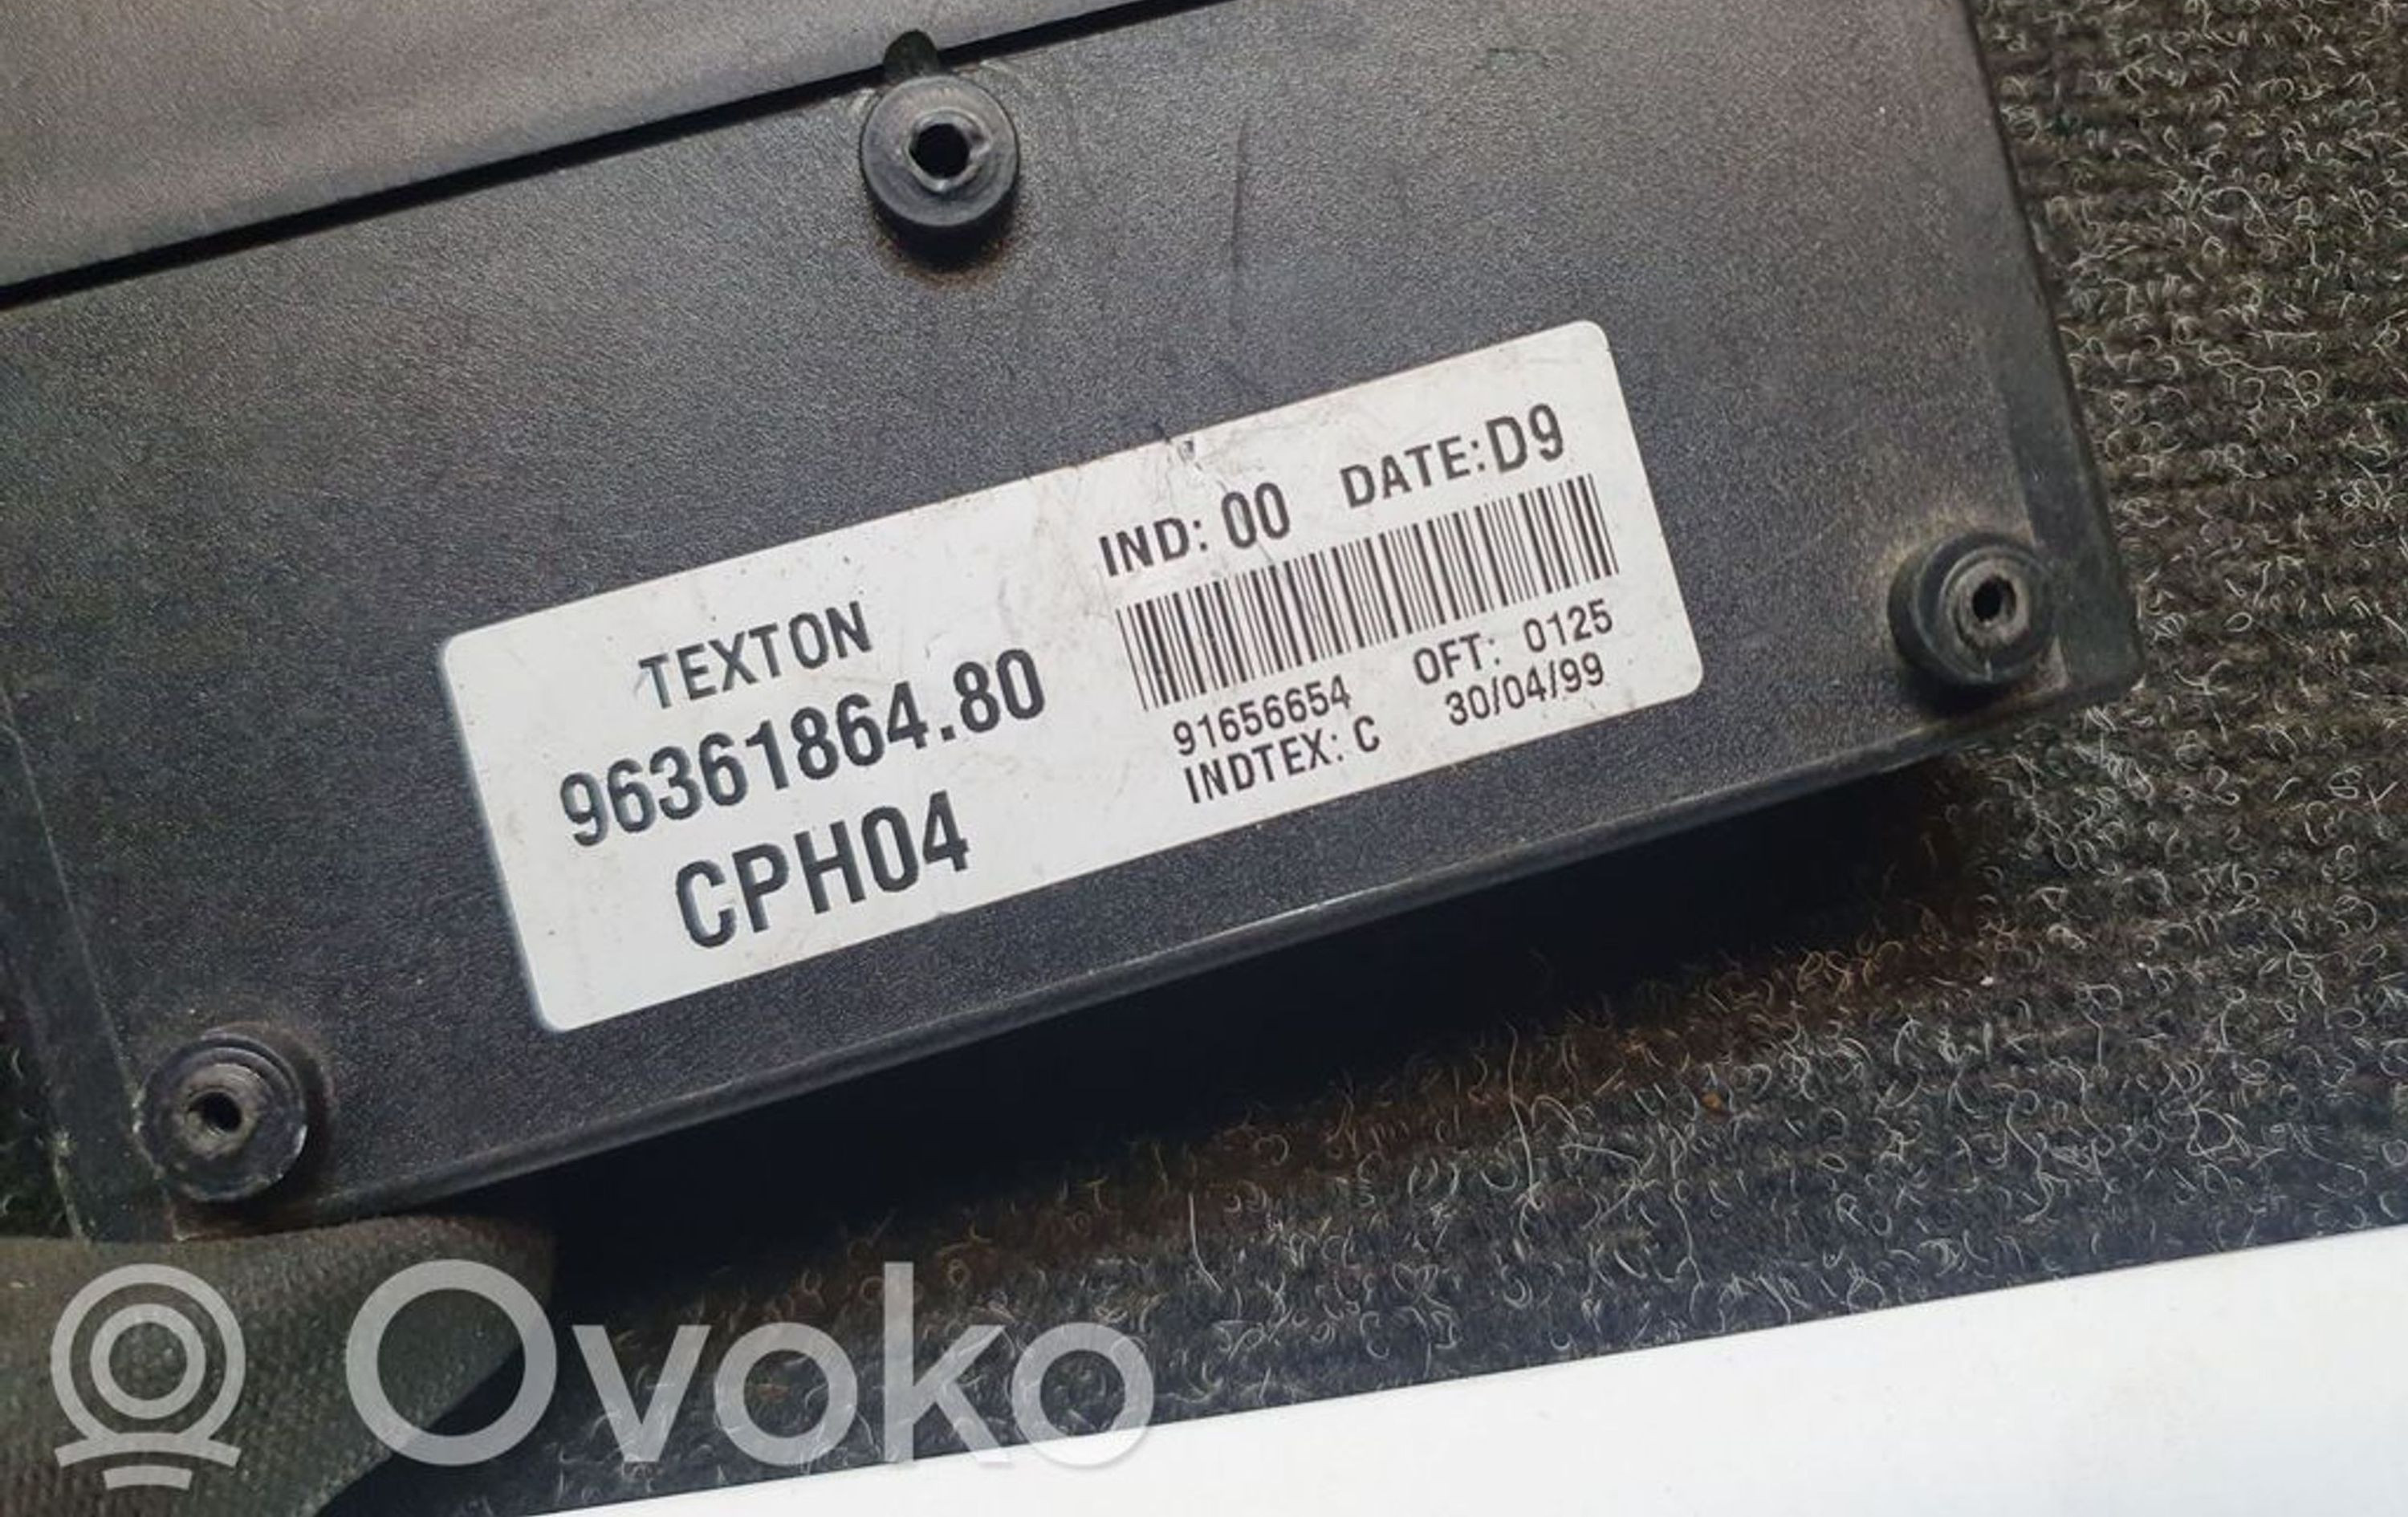 TEXTON
96361864.80
CPH04
IND: 00 DATE: D9
91656654 OFT: 0125
INDTEX: C 30/04/99
Ovoko